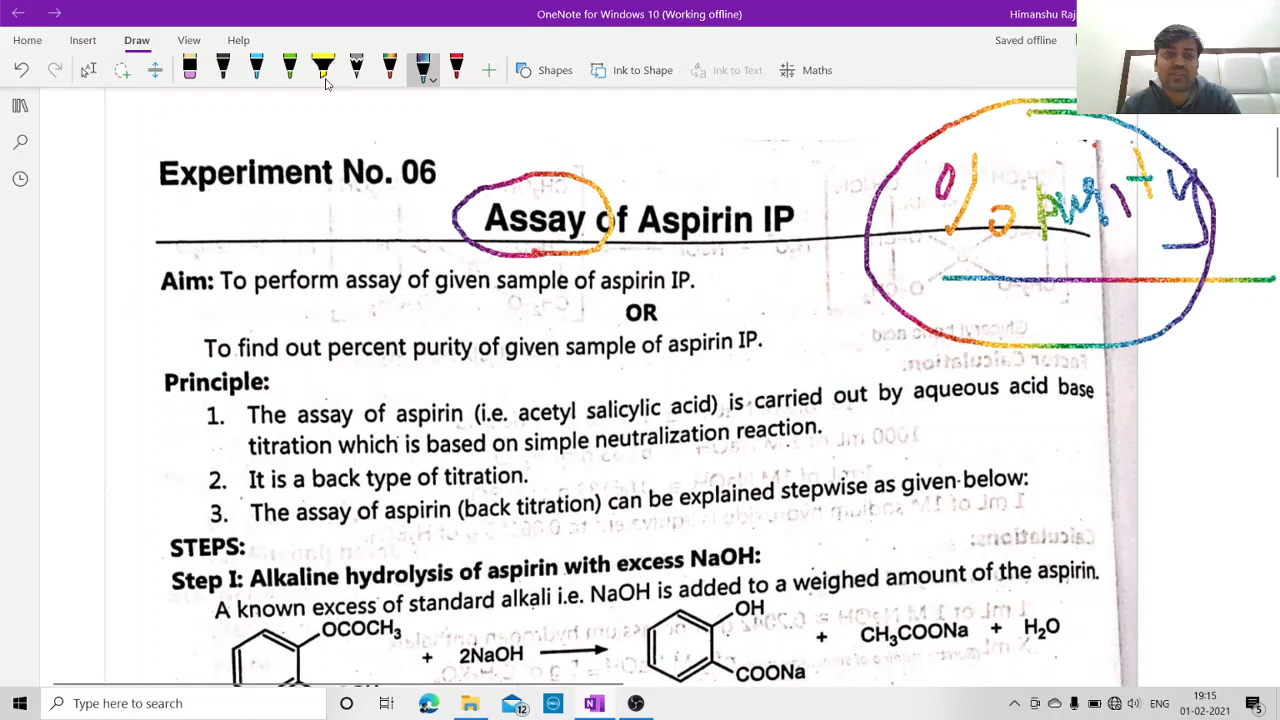 OneNote for Windows 10 (Working offline)
Himanshu Raj
Home Insert Draw View Help
Saved offline
Shapes Ink to Shape Ink to Text Maths
Experiment No. 06
% purity
Assay of Aspirin IP
Aim: To perform assay of given sample of aspirin IP.
OR
To find out percent purity of given sample of aspirin IP.
Principle:
1. The assay of aspirin (i.e. acetyl salicylic acid) is carried out by aqueous acid base
titration which is based on simple neutralization reaction.
2. It is a back type of titration.
3. The assay of aspirin (back titration) can be explained stepwise as given below:
STEPS:
Step I: Alkaline hydrolysis of aspirin with excess NaOH:
A known excess of standard alkali i.e. NaOH is added to a weighed amount of the aspirin.
OCOCH3
OH
+ 2NaOH
+ CH3COONa + H2O
COONa
Type here to search
12
19:15
01-02-2021
5